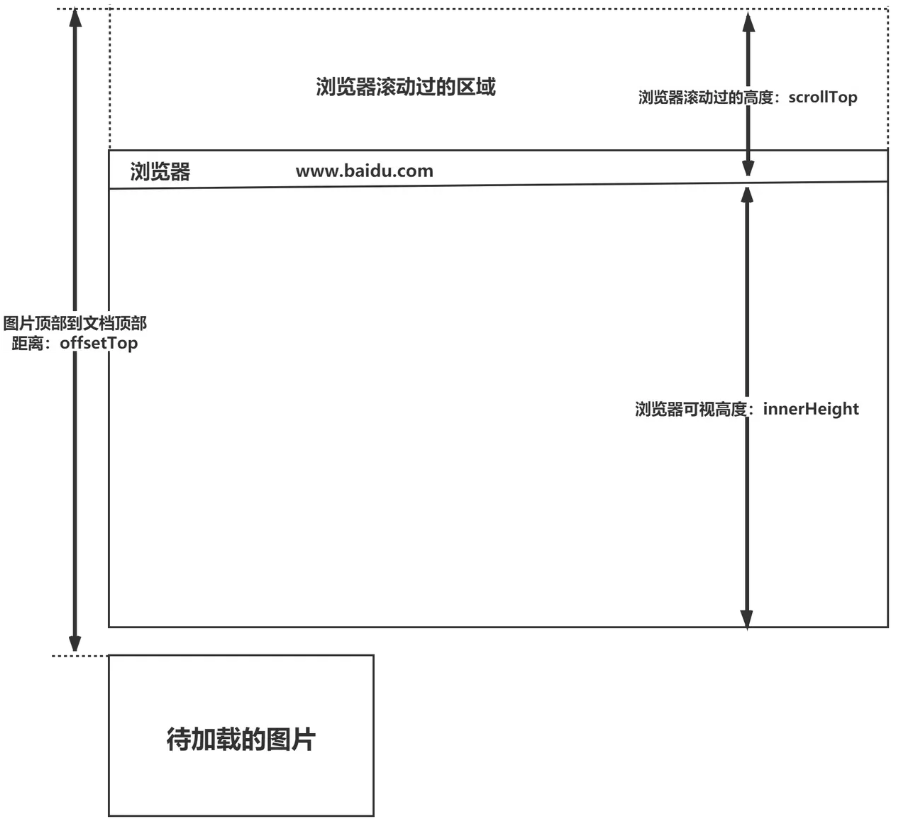 浏览器滚动过的区域
浏览器滚动过的高度：scrollTop
浏览器
www.baidu.com
图片顶部到文档顶部
距离：offsetTop
浏览器可视高度：innerHeight
待加载的图片